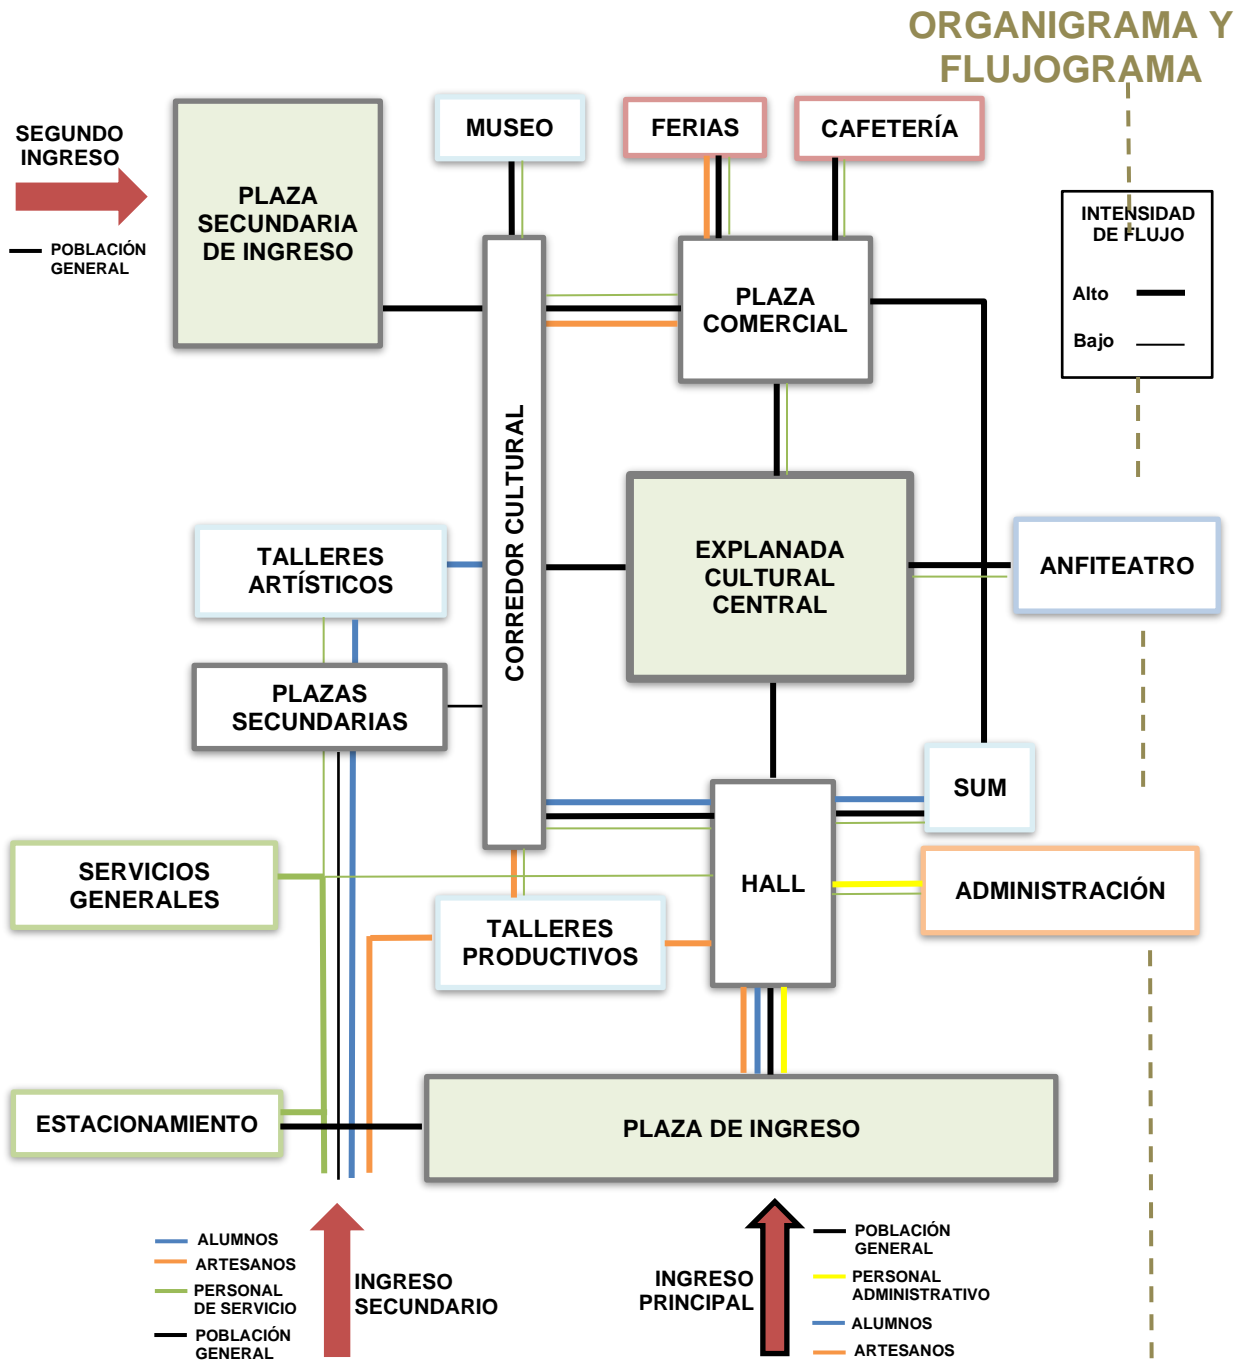 ORGANIGRAMA Y
FLUJOGRAMA
SEGUNDO
INGRESO
POBLACIÓN
GENERAL
PLAZA
SECUNDARIA
DE INGRESO
MUSEO
FERIAS
CAFETERÍA
INTENSIDAD
DE FLUJO
Alto
Bajo
PLAZA
COMERCIAL
CORREDOR CULTURAL
EXPLANADA
CULTURAL
CENTRAL
ANFITEATRO
TALLERES
ARTÍSTICOS
PLAZAS
SECUNDARIAS
SUM
SERVICIOS
GENERALES
HALL
ADMINISTRACIÓN
TALLERES
PRODUCTIVOS
ESTACIONAMIENTO
PLAZA DE INGRESO
ALUMNOS
ARTESANOS
PERSONAL
DE SERVICIO
POBLACIÓN
GENERAL
INGRESO
SECUNDARIO
INGRESO
PRINCIPAL
POBLACIÓN
GENERAL
PERSONAL
ADMINISTRATIVO
ALUMNOS
ARTESANOS